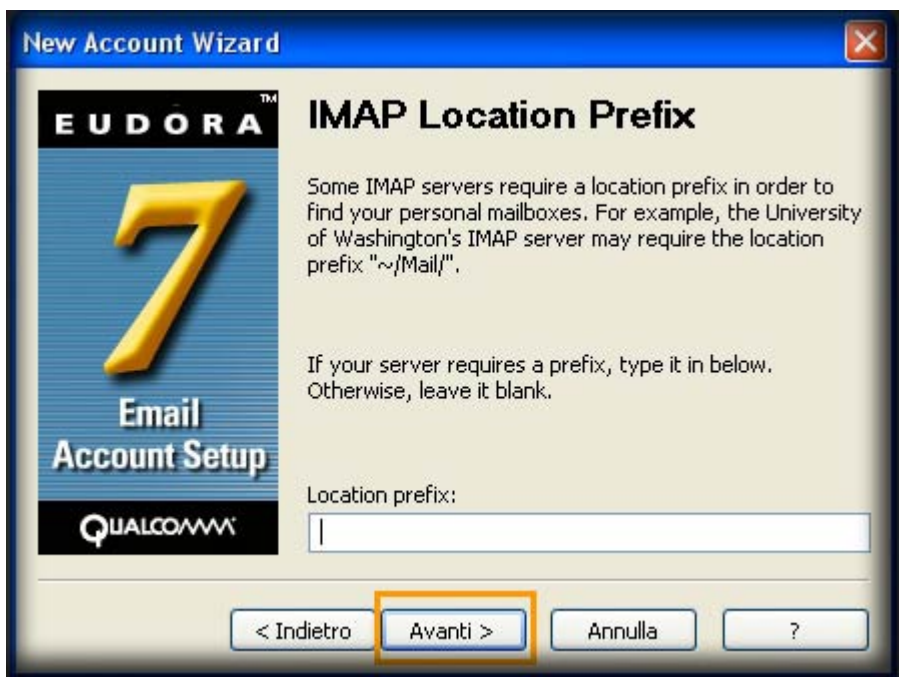 New Account Wizard
EUDORA™
7
Email
Account Setup
QUALCOMM
IMAP Location Prefix
Some IMAP servers require a location prefix in order to
find your personal mailboxes. For example, the University
of Washington's IMAP server may require the location
prefix "~/Mail/".
If your server requires a prefix, type it in below.
Otherwise, leave it blank.
Location prefix:
< Indietro
Avanti >
Annulla
?